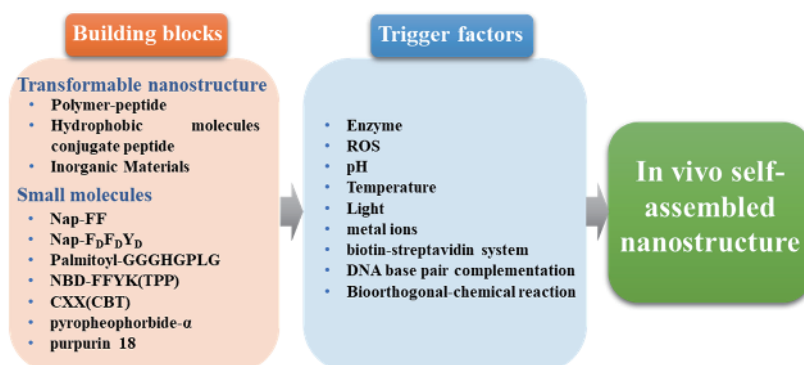 Building blocks
Transformable nanostructure
• Polymer-peptide
• Hydrophobic molecules
conjugate peptide
• Inorganic Materials
Small molecules
• Nap-FF
• Nap-F_DF_DY_D
• Palmitoyl-GGGHGPLG
• NBD-FFYK(TPP)
• CXX(CBT)
• pyropheophorbide-α
• purpurin 18
Trigger factors
• Enzyme
• ROS
• pH
• Temperature
• Light
• metal ions
• biotin-streptavidin system
• DNA base pair complementation
• Bioorthogonal-chemical reaction
In vivo self-
assembled
nanostructure